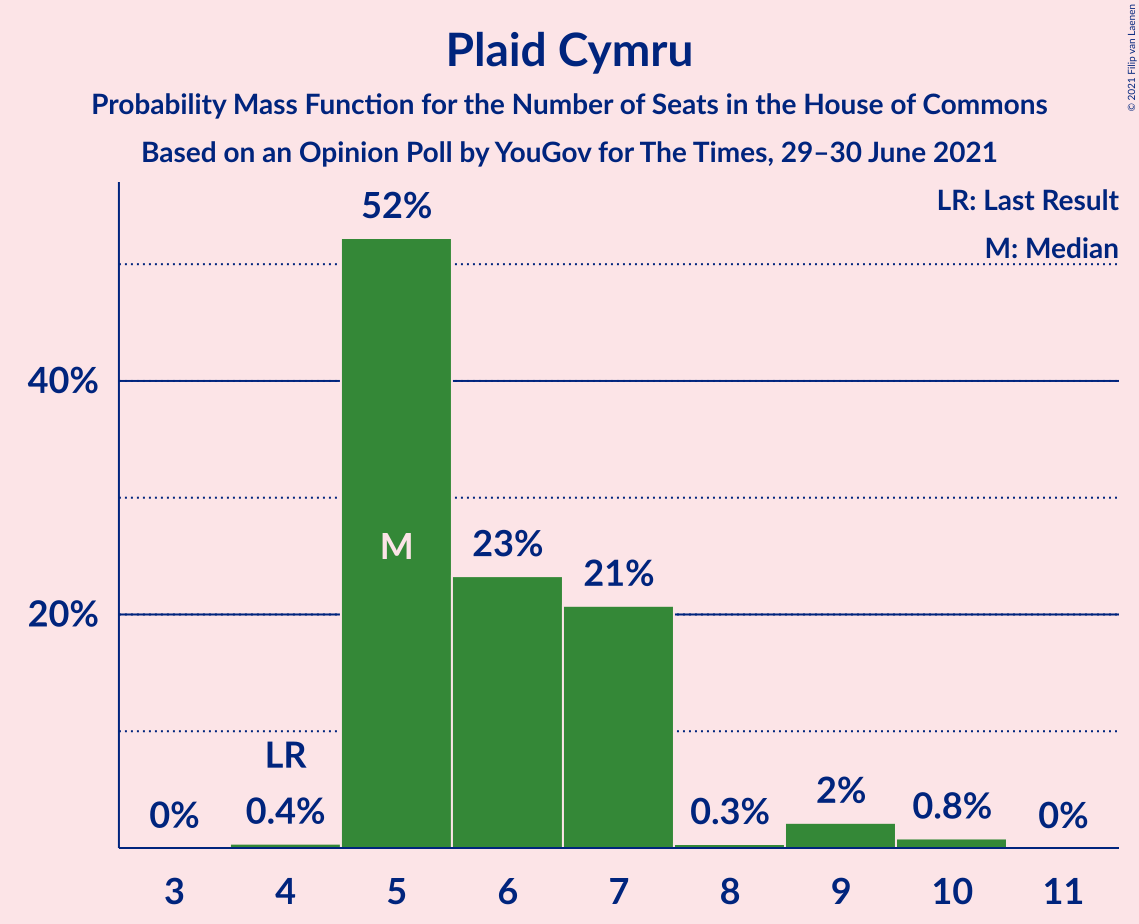 Plaid Cymru
Probability Mass Function for the Number of Seats in the House of Commons
Based on an Opinion Poll by YouGov for The Times, 29–30 June 2021
© 2021 Filip van Laenen
LR: Last Result
M: Median
52%
40%
M
23%
21%
20%
LR
0%
0.4%
0.3%
2%
0.8%
0%
3 4 5 6 7 8 9 10 11